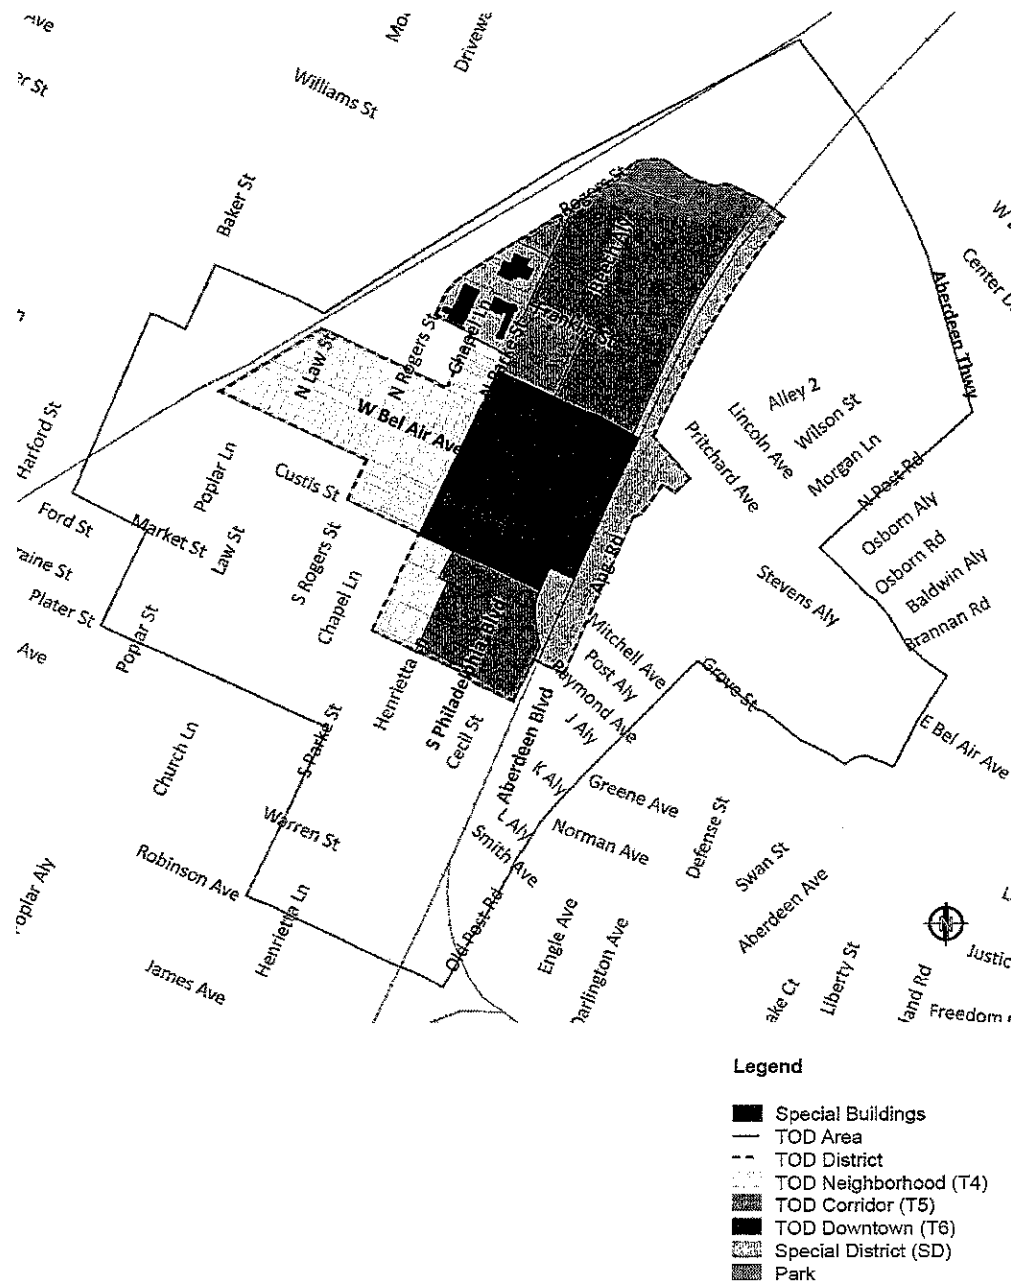 Ave
Williams St
Baker St
Rogers St
N Law St
N Rogers St
Chapel Ln
W Bel Air Ave
Aberdeen Thwy
Alley 2
Lincoln Ave
Wilson St
Pritchard Ave
Morgan Ln
N Post Rd
Harford St
Poplar Ln
Custis St
Ford St
Market St
Law St
S Rogers St
Chapel Ln
Osborn Aly
Osborn Rd
Baldwin Aly
Brannan Rd
Stevens Aly
Plater St
Ave
Poplar St
Henrietta
S Philadelphia Blvd
Cecil St
Apg Rd
Mitchell Ave
Post Aly
Raymond Ave
J Aly
Grove St
E Bel Air Ave
Aberdeen Blvd
Church Ln
S Parke St
K Aly
Greene Ave
L Aly
Norman Ave
Smith Ave
Defense St
Warren St
Robinson Ave
Swan St
Aberdeen Ave
Henrietta Ln
Old Post Rd
Engle Ave
Darlington Ave
James Ave
Liberty St
N
Freedom
Legend
Special Buildings
TOD Area
TOD District
TOD Neighborhood (T4)
TOD Corridor (T5)
TOD Downtown (T6)
Special District (SD)
Park